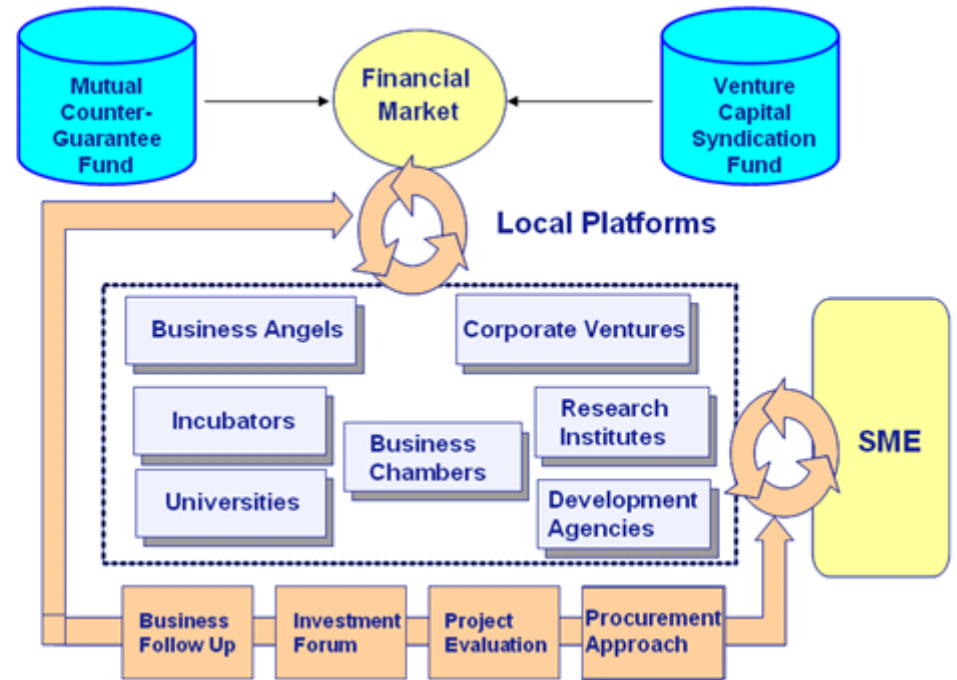 Mutual
Counter-
Guarantee
Fund
Financial
Market
Venture
Capital
Syndication
Fund
Local Platforms
Business Angels
Corporate Ventures
Incubators
Business
Chambers
Research
Institutes
Universities
Development
Agencies
SME
Business
Follow Up
Investment
Forum
Project
Evaluation
Procurement
Approach